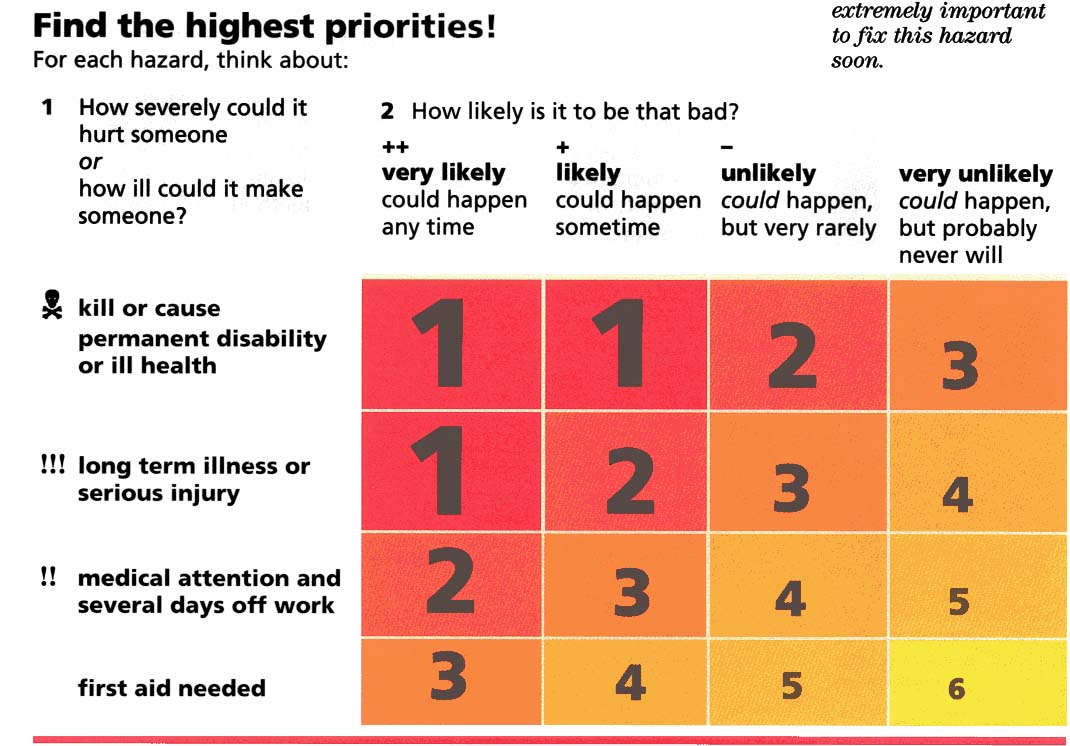 Find the highest priorities!
For each hazard, think about:
extremely important
to fix this hazard
soon.
1 How severely could it
hurt someone
or
how ill could it make
someone?
2 How likely is it to be that bad?
++
very likely
could happen
any time
+
likely
could happen
sometime
–
unlikely
could happen,
but very rarely
very unlikely
could happen,
but probably
never will
kill or cause
permanent disability
or ill health
1 1 2 3
!!! long term illness or
serious injury
1 2 3 4
!! medical attention and
several days off work
2 3 4 5
first aid needed
3 4 5 6